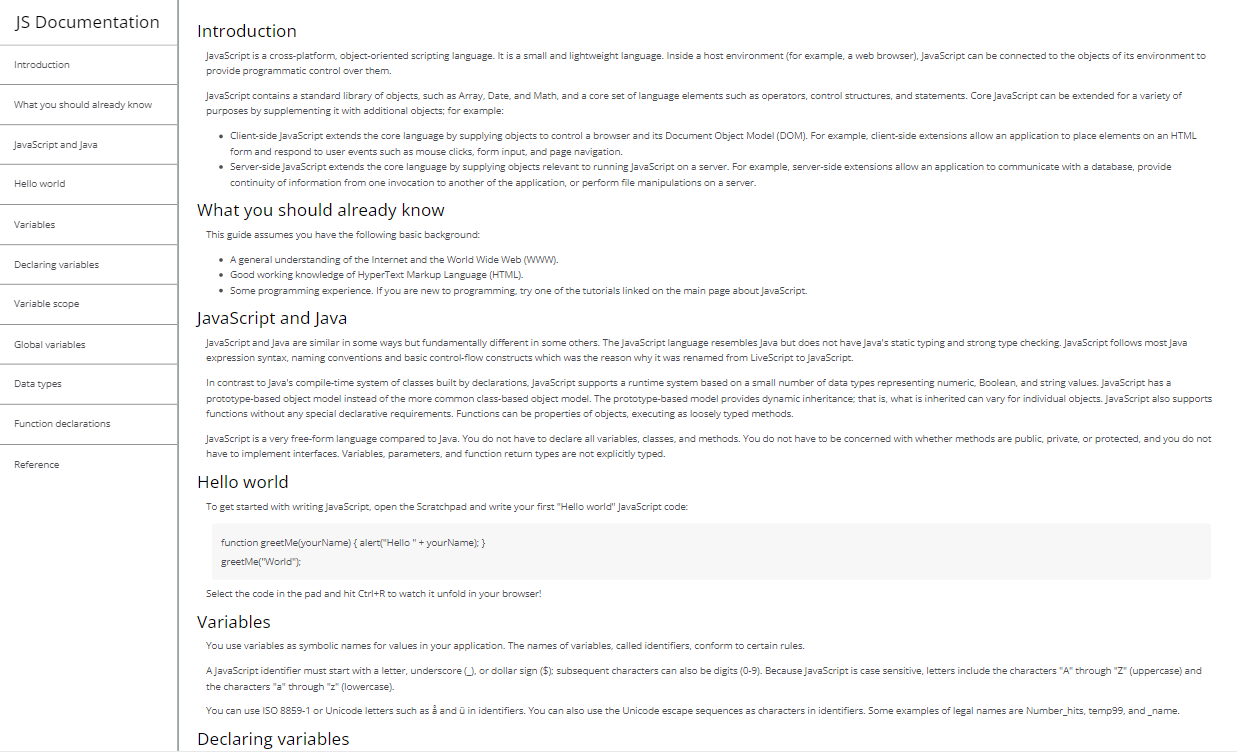 JS Documentation
Introduction
What you should already know
JavaScript and Java
Hello world
Variables
Declaring variables
Variable scope
Global variables
Data types
Function declarations
Reference
Introduction
JavaScript is a cross-platform, object-oriented scripting language. It is a small and lightweight language. Inside a host environment (for example, a web browser), JavaScript can be connected to the objects of its environment to
provide programmatic control over them.
JavaScript contains a standard library of objects, such as Array, Date, and Math, and a core set of language elements such as operators, control structures, and statements. Core JavaScript can be extended for a variety of
purposes by supplementing it with additional objects; for example:
• Client-side JavaScript extends the core language by supplying objects to control a browser and its Document Object Model (DOM). For example, client-side extensions allow an application to place elements on an HTML
form and respond to user events such as mouse clicks, form input, and page navigation.
• Server-side JavaScript extends the core language by supplying objects relevant to running JavaScript on a server. For example, server-side extensions allow an application to communicate with a database, provide
continuity of information from one invocation to another of the application, or perform file manipulations on a server.
What you should already know
This guide assumes you have the following basic background:
• A general understanding of the Internet and the World Wide Web (WWW).
• Good working knowledge of HyperText Markup Language (HTML).
• Some programming experience. If you are new to programming, try one of the tutorials linked on the main page about JavaScript.
JavaScript and Java
JavaScript and Java are similar in some ways but fundamentally different in some others. The JavaScript language resembles Java but does not have Java's static typing and strong type checking. JavaScript follows most Java
expression syntax, naming conventions and basic control-flow constructs which was the reason why it was renamed from LiveScript to JavaScript.
In contrast to Java's compile-time system of classes built by declarations, JavaScript supports a runtime system based on a small number of data types representing numeric, Boolean, and string values. JavaScript has a
prototype-based object model instead of the more common class-based object model. The prototype-based model provides dynamic inheritance; that is, what is inherited can vary for individual objects. JavaScript also supports
functions without any special declarative requirements. Functions can be properties of objects, executing as loosely typed methods.
JavaScript is a very free-form language compared to Java. You do not have to declare all variables, classes, and methods. You do not have to be concerned with whether methods are public, private, or protected, and you do not
have to implement interfaces. Variables, parameters, and function return types are not explicitly typed.
Hello world
To get started with writing JavaScript, open the Scratchpad and write your first "Hello world" JavaScript code:
function greetMe(yourName) { alert("Hello " + yourName); }
greetMe("World");
Select the code in the pad and hit Ctrl+R to watch it unfold in your browser!
Variables
You use variables as symbolic names for values in your application. The names of variables, called identifiers, conform to certain rules.
A JavaScript identifier must start with a letter, underscore (_), or dollar sign ($); subsequent characters can also be digits (0-9). Because JavaScript is case sensitive, letters include the characters "A" through "Z" (uppercase) and
the characters "a" through "z" (lowercase).
You can use ISO 8859-1 or Unicode letters such as å and ü in identifiers. You can also use the Unicode escape sequences as characters in identifiers. Some examples of legal names are Number_hits, temp99, and _name.
Declaring variables